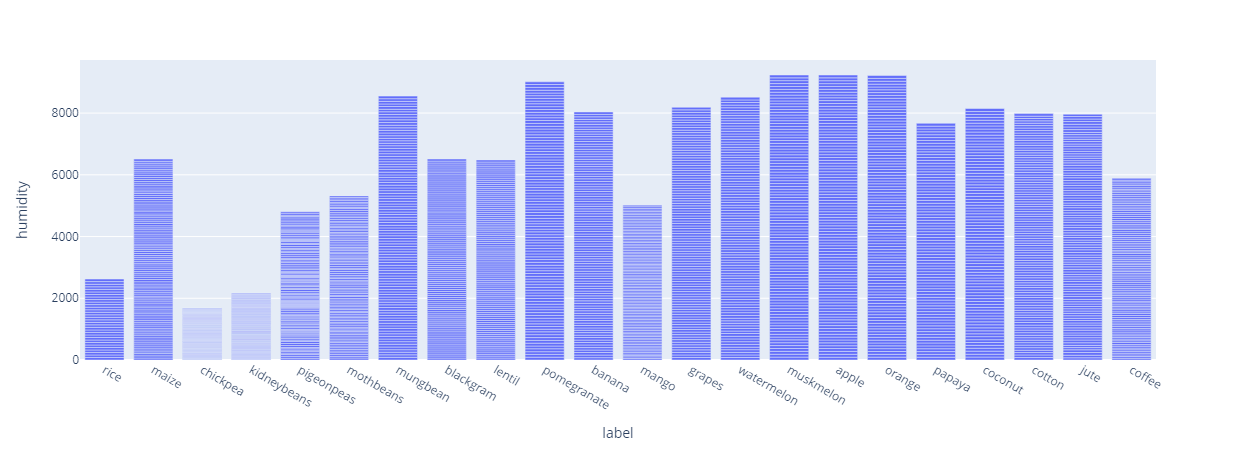 humidity
8000
6000
4000
2000
0
rice
maize
chickpea
kidneybeans
pigeonpeas
mothbeans
mungbean
blackgram
lentil
pomegranate
banana
mango
grapes
watermelon
muskmelon
apple
orange
papaya
coconut
cotton
jute
coffee
label